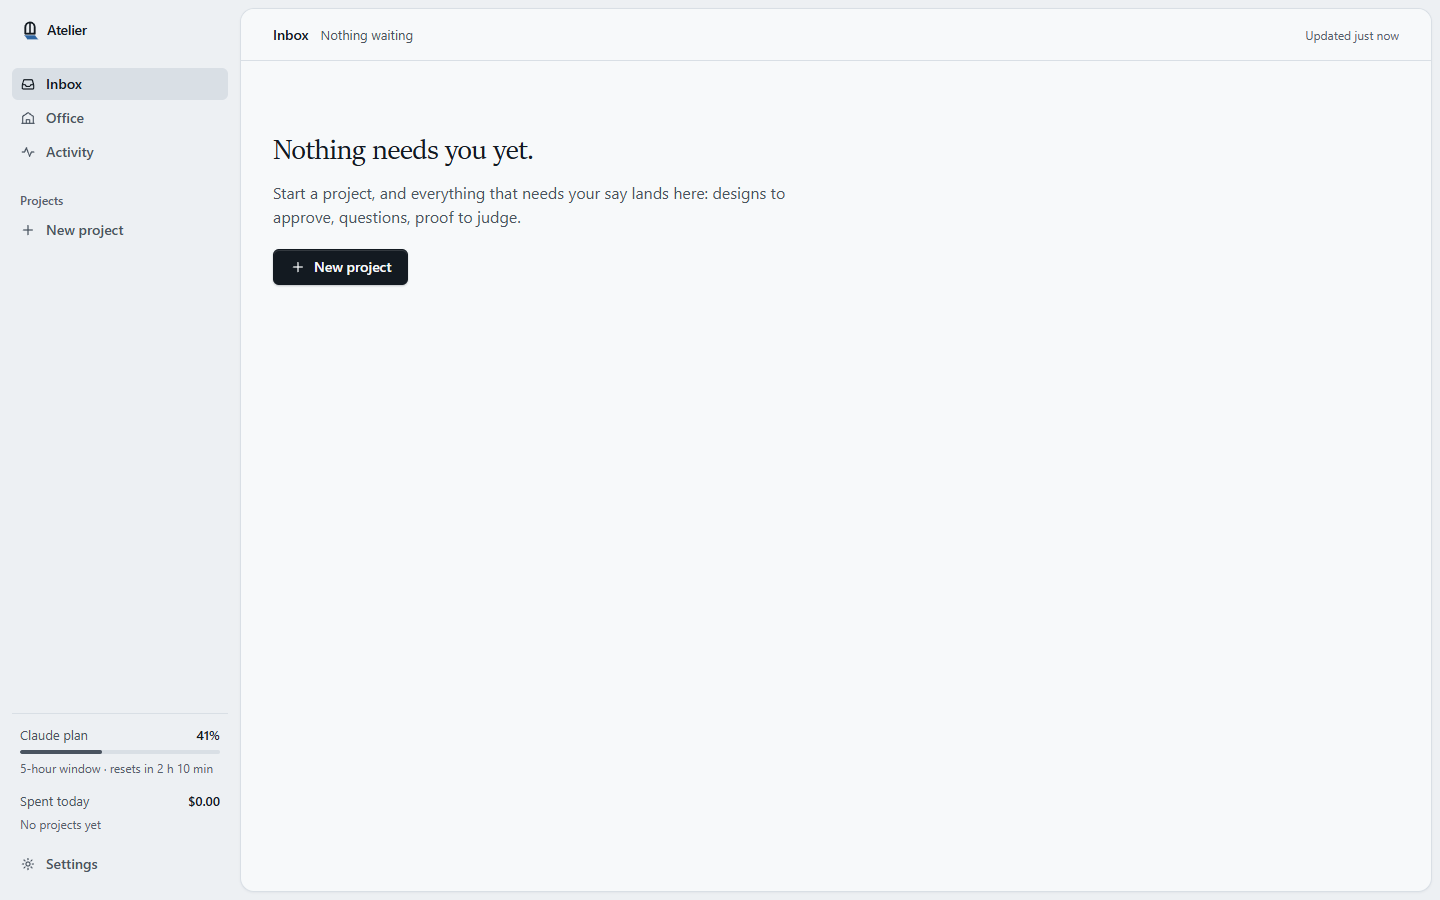 Atelier
Inbox
Office
Activity
Projects
New project
Claude plan 41%
5-hour window · resets in 2 h 10 min
Spent today $0.00
No projects yet
Settings
Inbox Nothing waiting
Updated just now
Nothing needs you yet.
Start a project, and everything that needs your say lands here: designs to
approve, questions, proof to judge.
New project